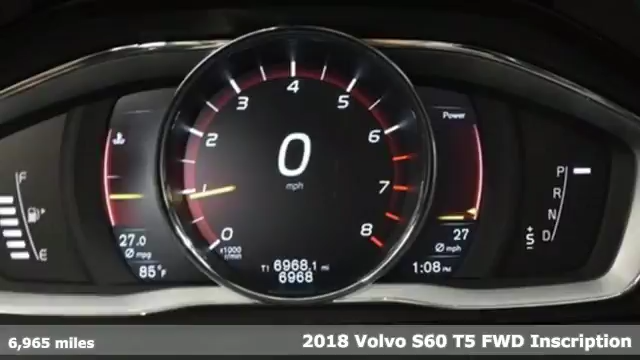 4
3
5
2
6
1
7
0
8
x1000
r/min
0
mph
T1 6968.1 mi
6968
F
E
27.0
Ø mpg
85°F
Power
27
Ø mph
1:08 PM
P
R
N
D
+
S
-
6,965 miles
2018 Volvo S60 T5 FWD Inscription